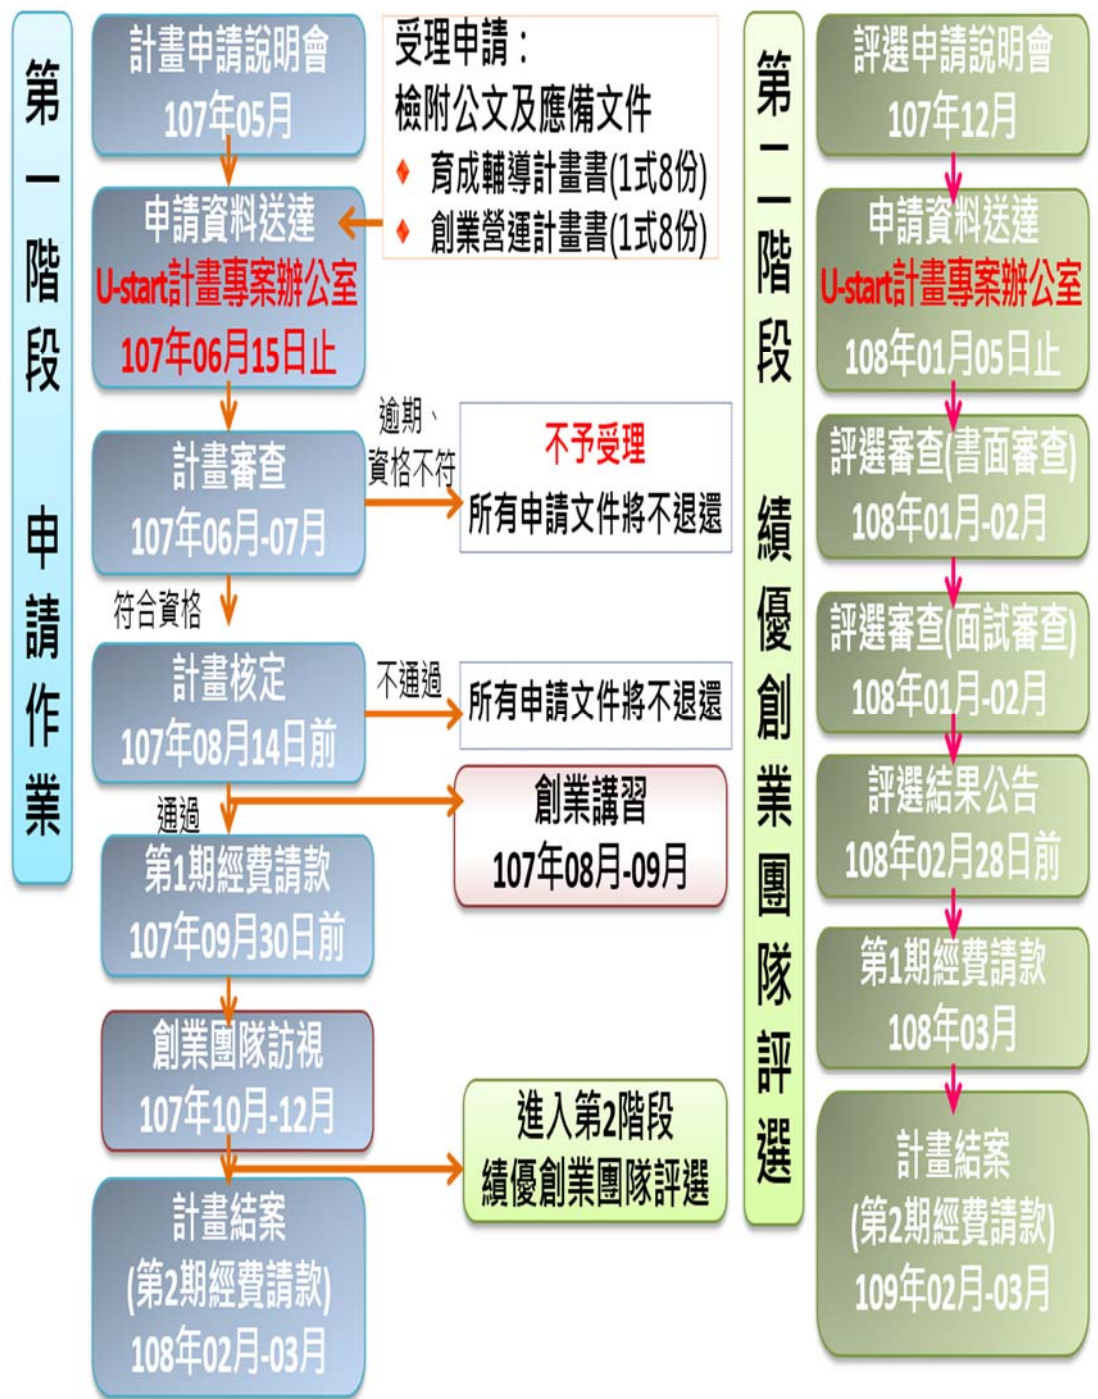 第一階段 申請作業
計畫申請說明會
107年05月
受理申請：
檢附公文及應備文件
育成輔導計畫書(1式8份)
創業營運計畫書(1式8份)
申請資料送達
U-start計畫專案辦公室
107年06月15日止
計畫審查
107年06月-07月
逾期、
資格不符
不予受理
所有申請文件將不退還
符合資格
計畫核定
107年08月14日前
不通過
所有申請文件將不退還
通過
創業講習
107年08月-09月
第1期經費請款
107年09月30日前
創業團隊訪視
107年10月-12月
進入第2階段
績優創業團隊評選
計畫結案
(第2期經費請款)
108年02月-03月
第二階段 績優創業團隊評選
評選申請說明會
107年12月
申請資料送達
U-start計畫專案辦公室
108年01月05日止
評選審查(書面審查)
108年01月-02月
評選審查(面試審查)
108年01月-02月
評選結果公告
108年02月28日前
第1期經費請款
108年03月
計畫結案
(第2期經費請款)
109年02月-03月